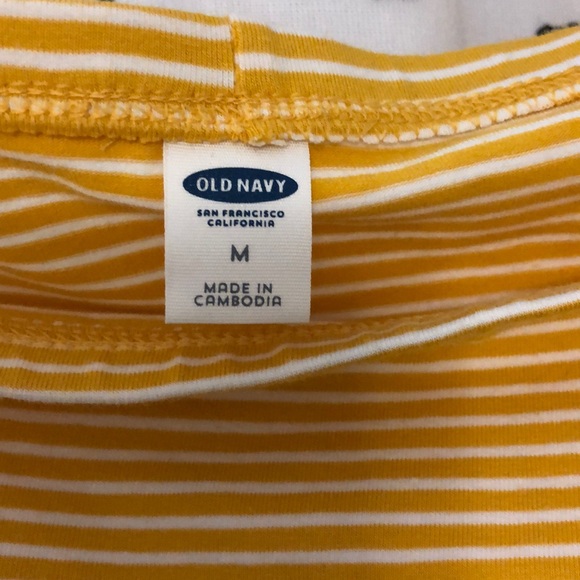 OLD NAVY
SAN FRANCISCO
CALIFORNIA
M
MADE IN
CAMBODIA